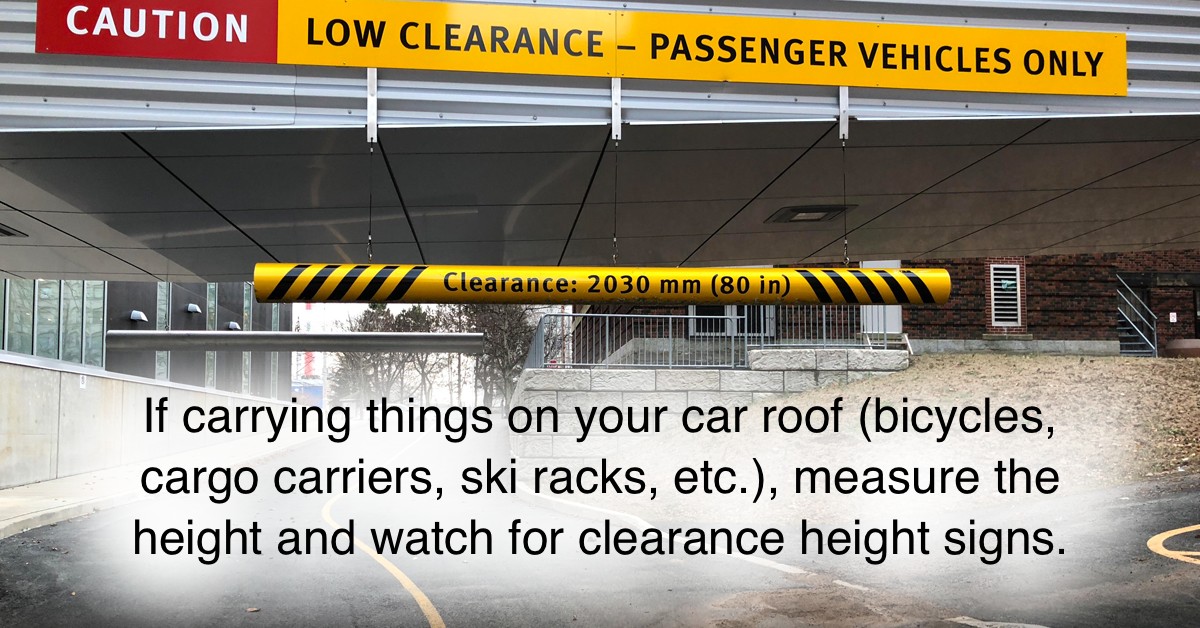 CAUTION LOW CLEARANCE – PASSENGER VEHICLES ONLY
Clearance: 2030 mm (80 in)
If carrying things on your car roof (bicycles,
cargo carriers, ski racks, etc.), measure the
height and watch for clearance height signs.